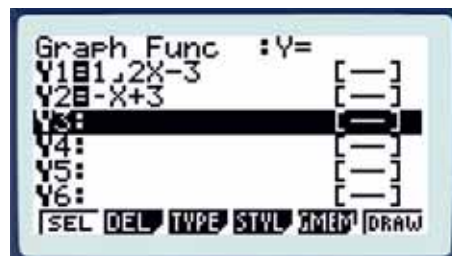 Graph Func :Y=
Y1=1⌟2X-3 [—]
Y2=-X+3 [—]
Y3: [—]
Y4: [—]
Y5: [—]
Y6: [—]
SEL DEL TYPE STYL GMEM DRAW